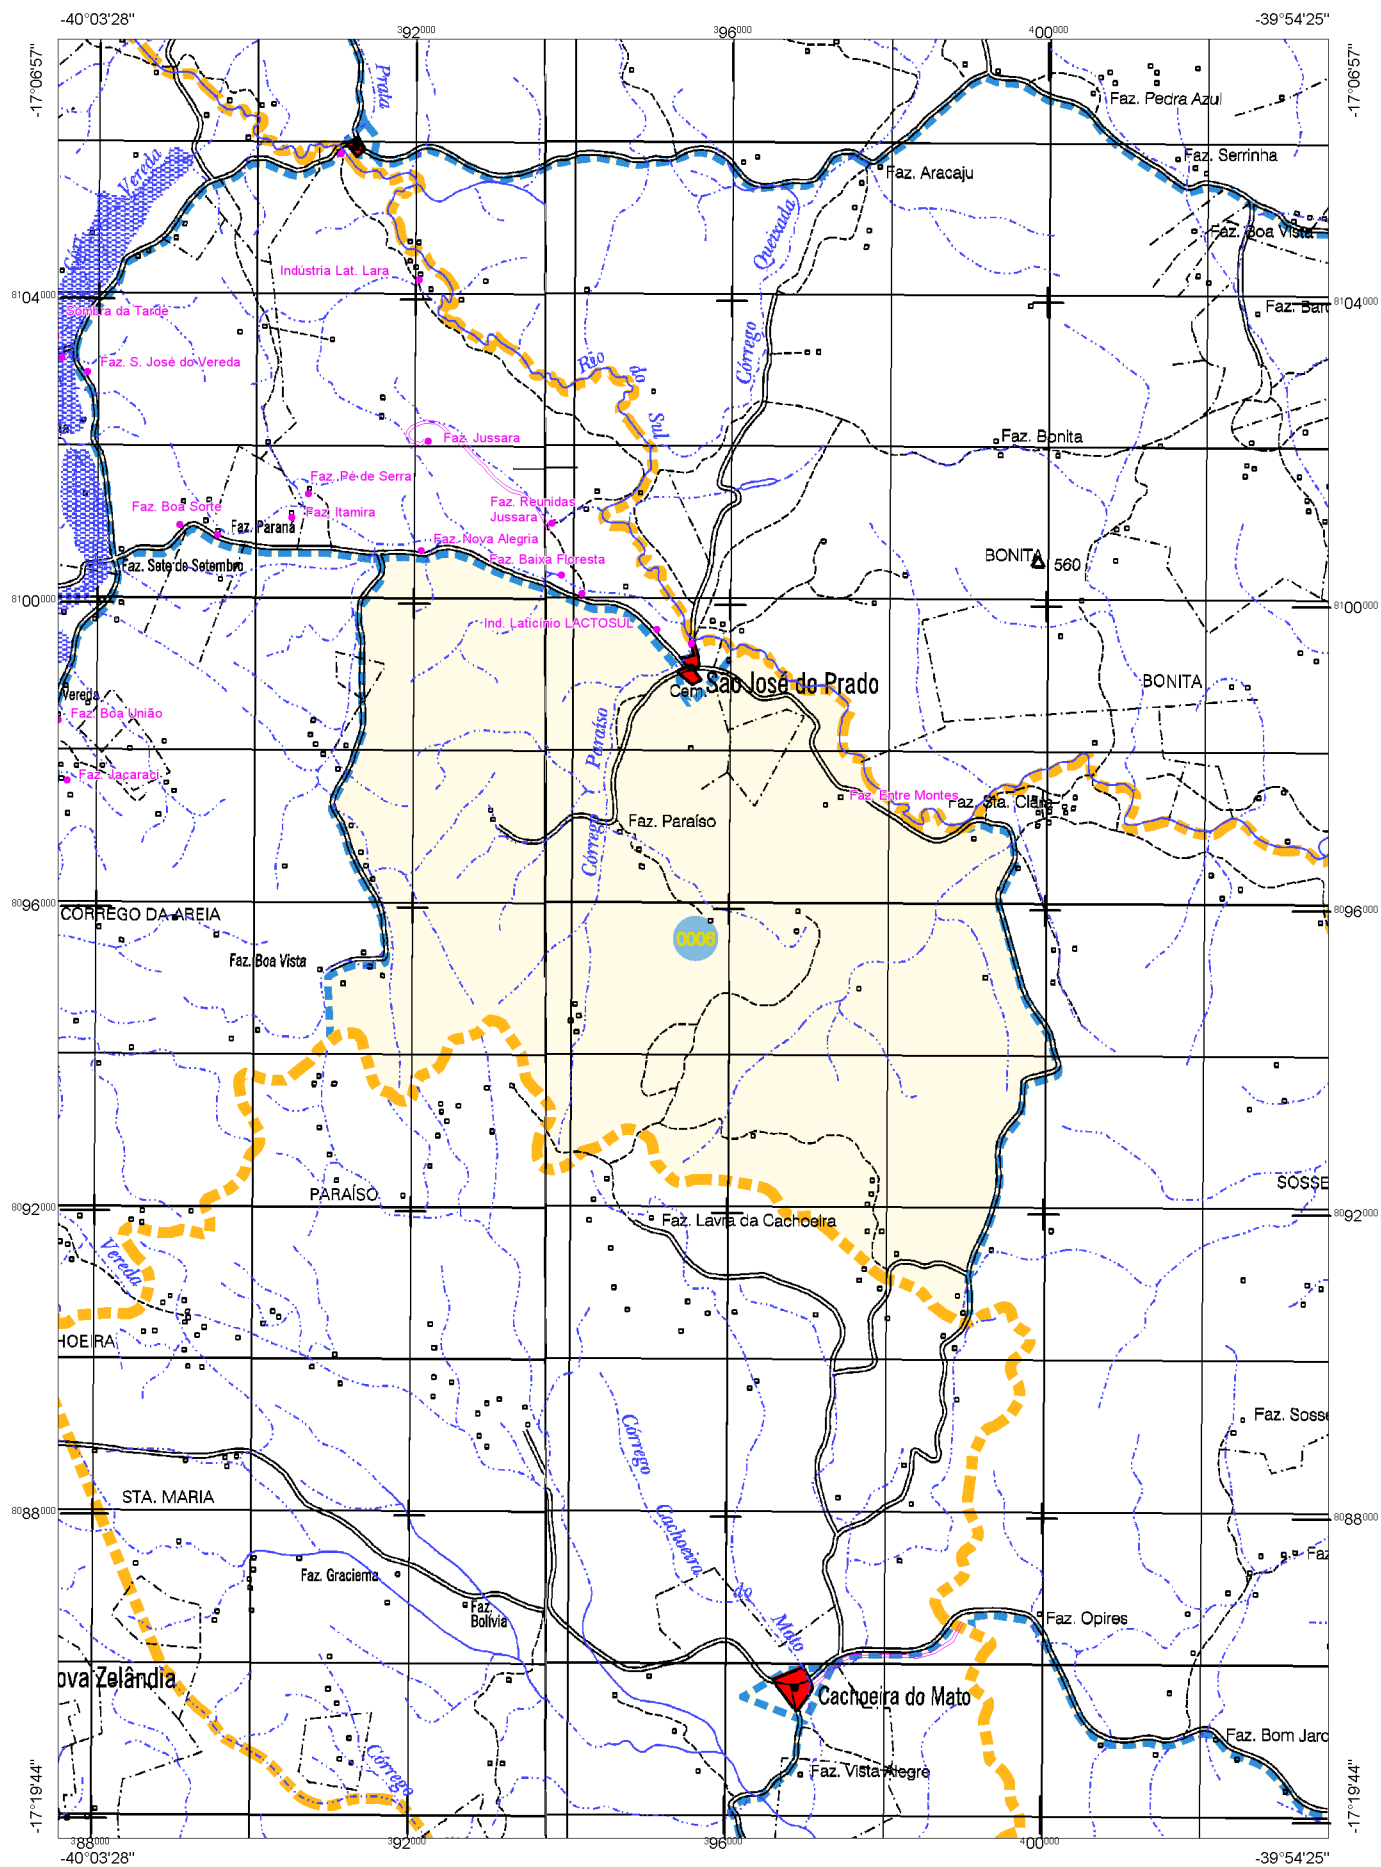 -40°03'28"
-39°54'25"
392000
396000
400000
-17°06'57"
-17°06'57"
Prata
Faz. Pedra Azul
Vereda
Faz. Serrinha
Faz. Aracaju
Queixada
Faz. Boa Vista
Indústria Lat. Lara
8104000
8104000
Sombra da Tarde
Faz. Bar
Córrego
Rio
do
Sul
Faz. S. José do Vereda
Faz. Jussara
Faz. Bonita
Faz. Pé de Serra
Faz. Boa Sorte
Faz. Itamira
Faz. Reunidas
Jussara
Faz. Paraná
Faz. Nova Alegria
Faz. Baixa Floresta
BONITA
560
Faz. Sete de Setembro
8100000
8100000
Ind. Laticínio LACTOSUL
São José do Prado
Cem.
BONITA
Vereda
Faz. Boa União
Paraíso
Faz. Jacaraci
Faz. Entre Montes
Faz. Sta. Clara
Faz. Paraíso
Córrego
8096000
8096000
CÓRREGO DA AREIA
0006
Faz. Boa Vista
PARAÍSO
SOSSE
8092000
8092000
Faz. Lavra da Cachoeira
Vereda
HOEIRA
Faz. Sosse
Córrego
STA. MARIA
8088000
8088000
Cachoeira
Faz
Faz. Graciema
do
Faz.
Bolívia
Mato
Faz. Opires
ova Zelândia
Cachoeira do Mato
Faz. Bom Jard
Córrego
Faz. Vista Alegre
-17°19'44"
-17°19'44"
388000
392000
396000
400000
-40°03'28"
-39°54'25"